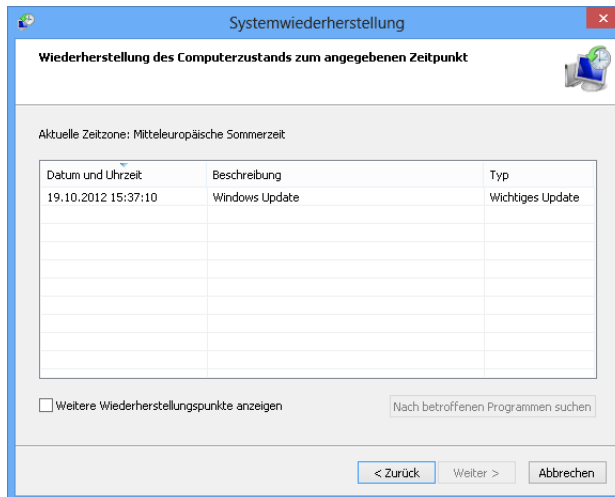 Systemwiederherstellung
Wiederherstellung des Computerzustands zum angegebenen Zeitpunkt
Aktuelle Zeitzone: Mitteleuropäische Sommerzeit
Datum und Uhrzeit Beschreibung Typ
19.10.2012 15:37:10 Windows Update Wichtiges Update
Weitere Wiederherstellungspunkte anzeigen Nach betroffenen Programmen suchen
< Zurück Weiter > Abbrechen